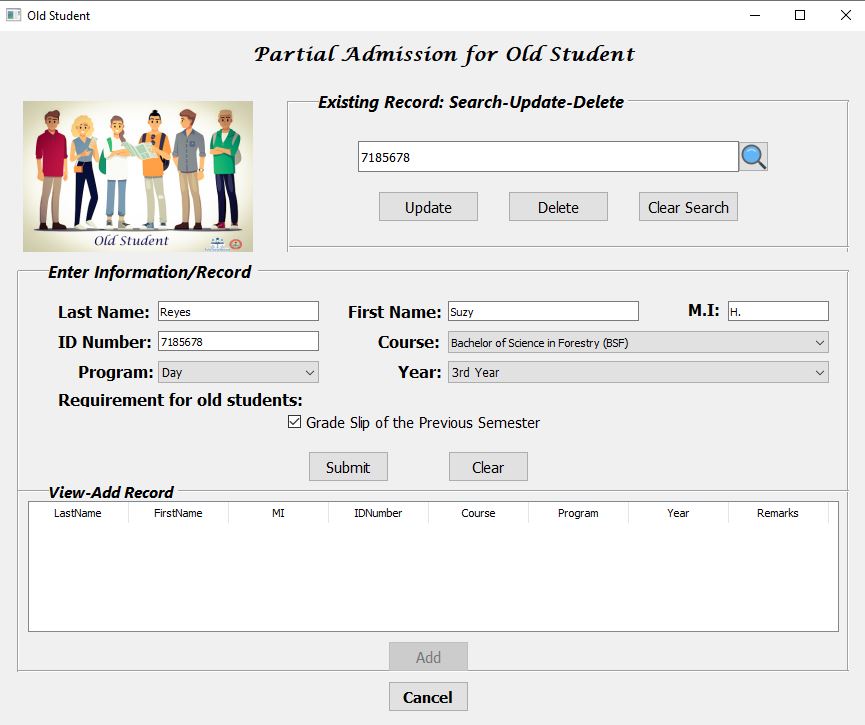 Old Student
Partial Admission for Old Student
Old Student
Existing Record: Search-Update-Delete
7185678
Update Delete Clear Search
Enter Information/Record
Last Name: Reyes First Name: Suzy M.I: H.
ID Number: 7185678 Course: Bachelor of Science in Forestry (BSF)
Program: Day Year: 3rd Year
Requirement for old students:
Grade Slip of the Previous Semester
Submit Clear
View-Add Record
LastName FirstName MI IDNumber Course Program Year Remarks
Add
Cancel